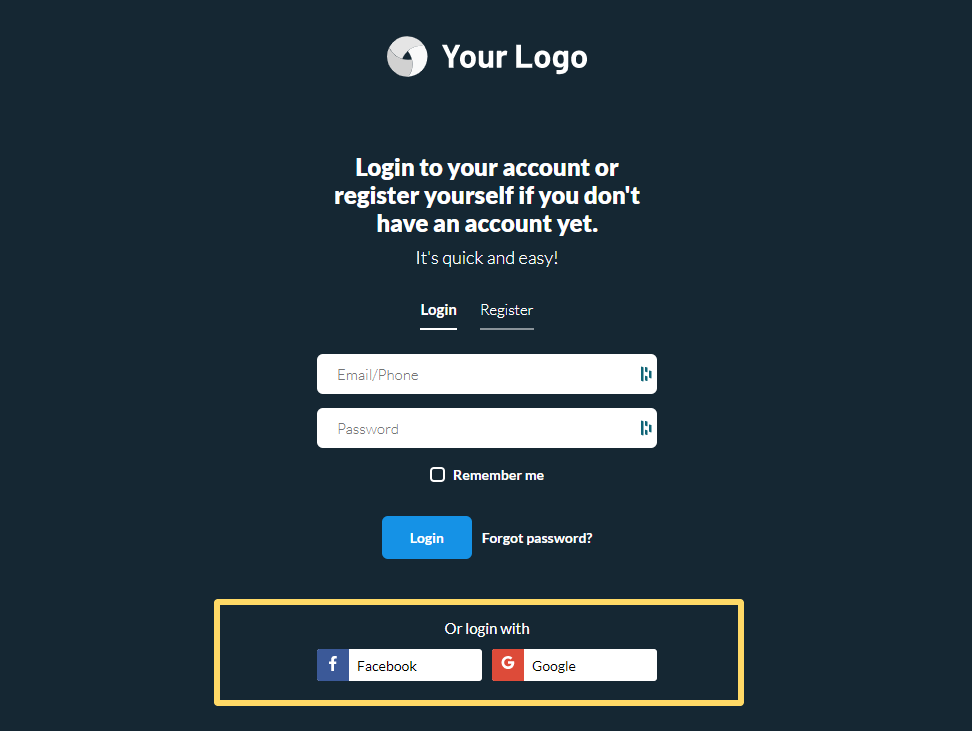 Your Logo
Login to your account or
register yourself if you don't
have an account yet.
It's quick and easy!
Login Register
Email/Phone
Password
Remember me
Login Forgot password?
Or login with
f Facebook G Google